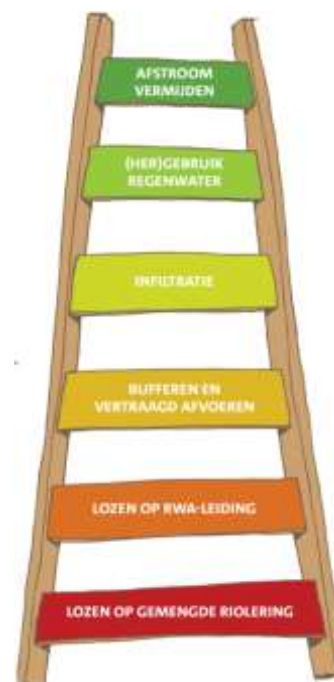 AFSTROOM
VERMIJDEN
(HER)GEBRUIK
REGENWATER
INFILTRATIE
BUFFEREN EN
VERTRAAGD AFVOEREN
LOZEN OP RWA-LEIDING
LOZEN OP GEMENGDE RIOLERING